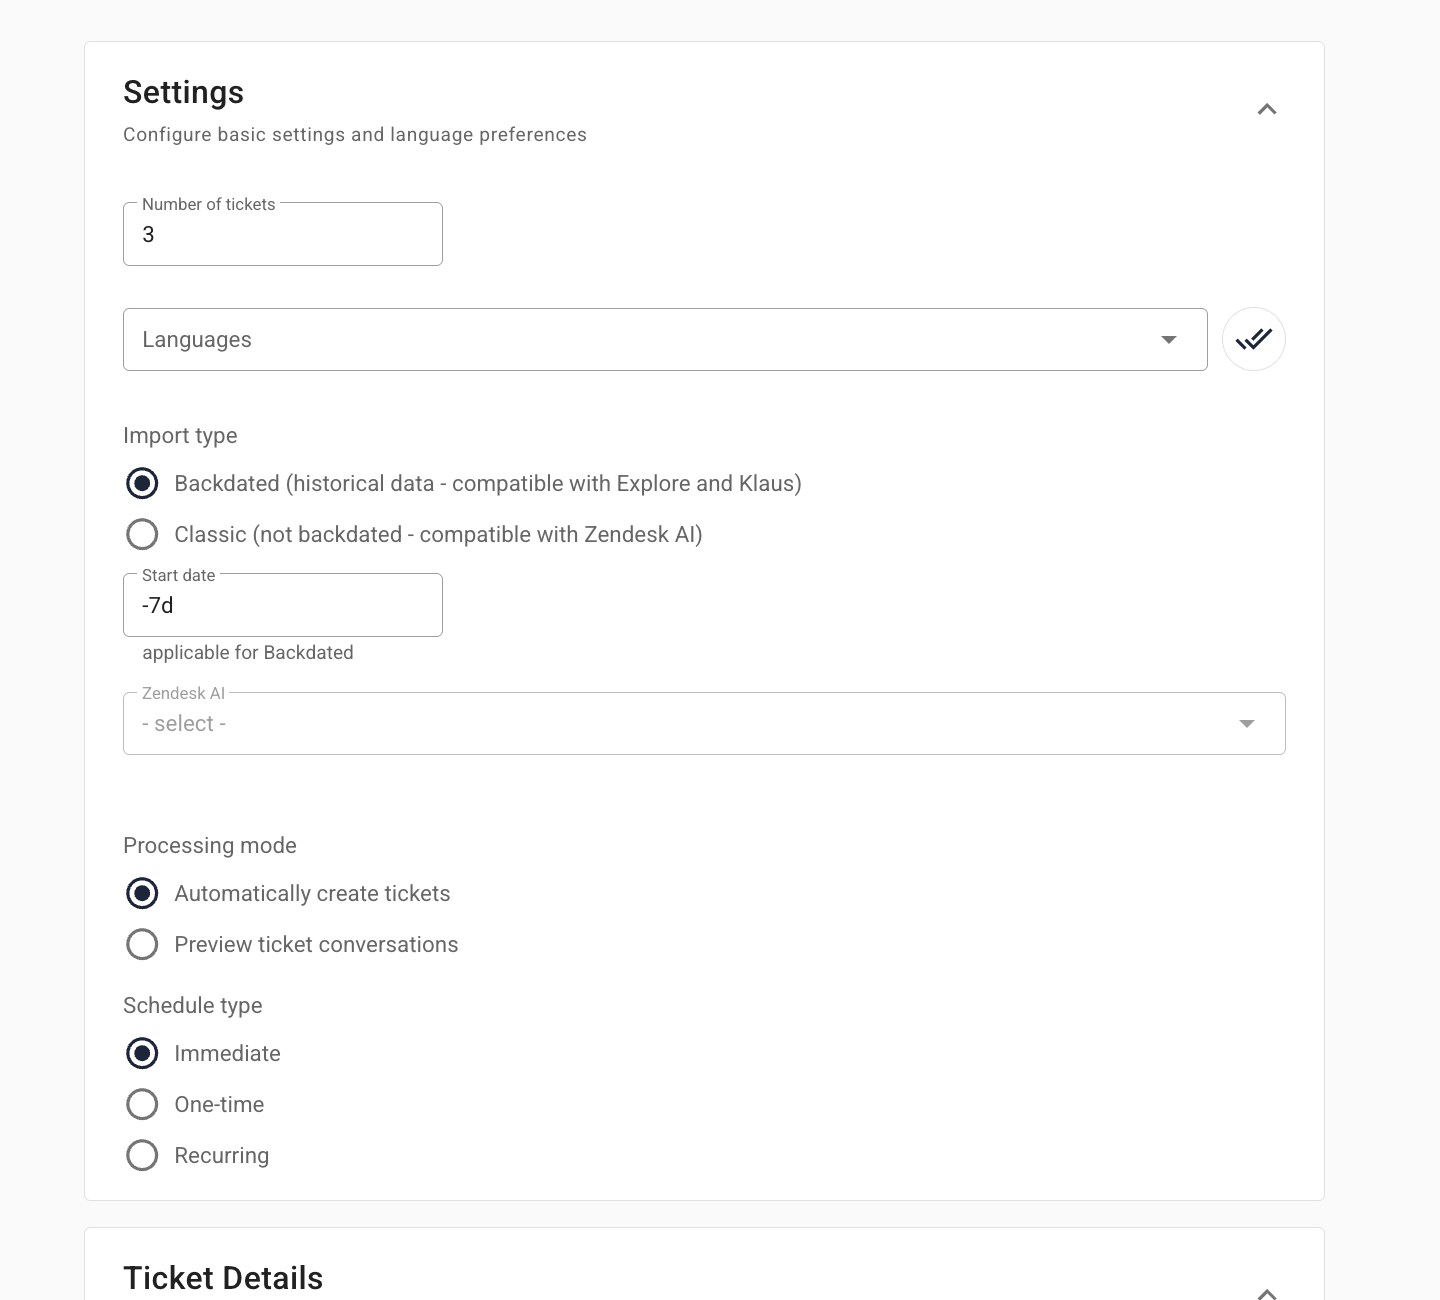 Settings
Configure basic settings and language preferences
Number of tickets
3
Languages
Import type
Backdated (historical data - compatible with Explore and Klaus)
Classic (not backdated - compatible with Zendesk AI)
Start date
-7d
applicable for Backdated
Zendesk AI
- select -
Processing mode
Automatically create tickets
Preview ticket conversations
Schedule type
Immediate
One-time
Recurring
Ticket Details